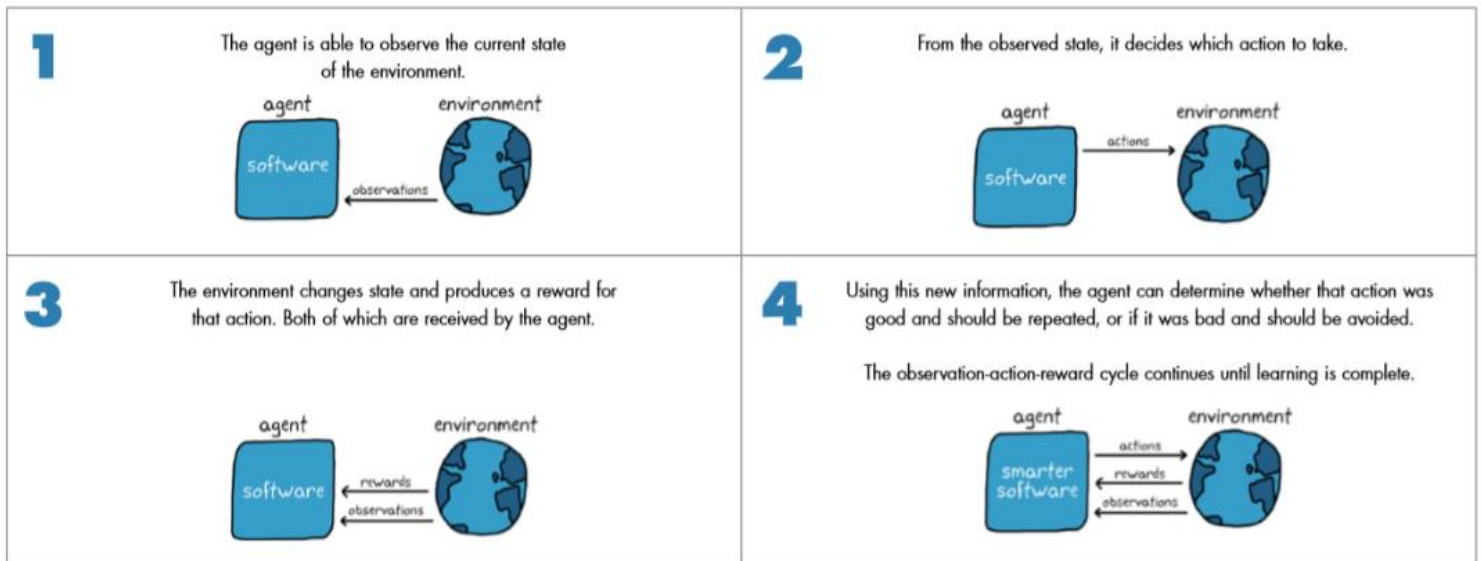 1
The agent is able to observe the current state
of the environment.
agent
environment
software
observations
2
From the observed state, it decides which action to take.
agent
environment
actions
software
3
The environment changes state and produces a reward for
that action. Both of which are received by the agent.
agent
environment
software
rewards
observations
4
Using this new information, the agent can determine whether that action was
good and should be repeated, or if it was bad and should be avoided.
The observation-action-reward cycle continues until learning is complete.
agent
environment
actions
smarter
software
rewards
observations